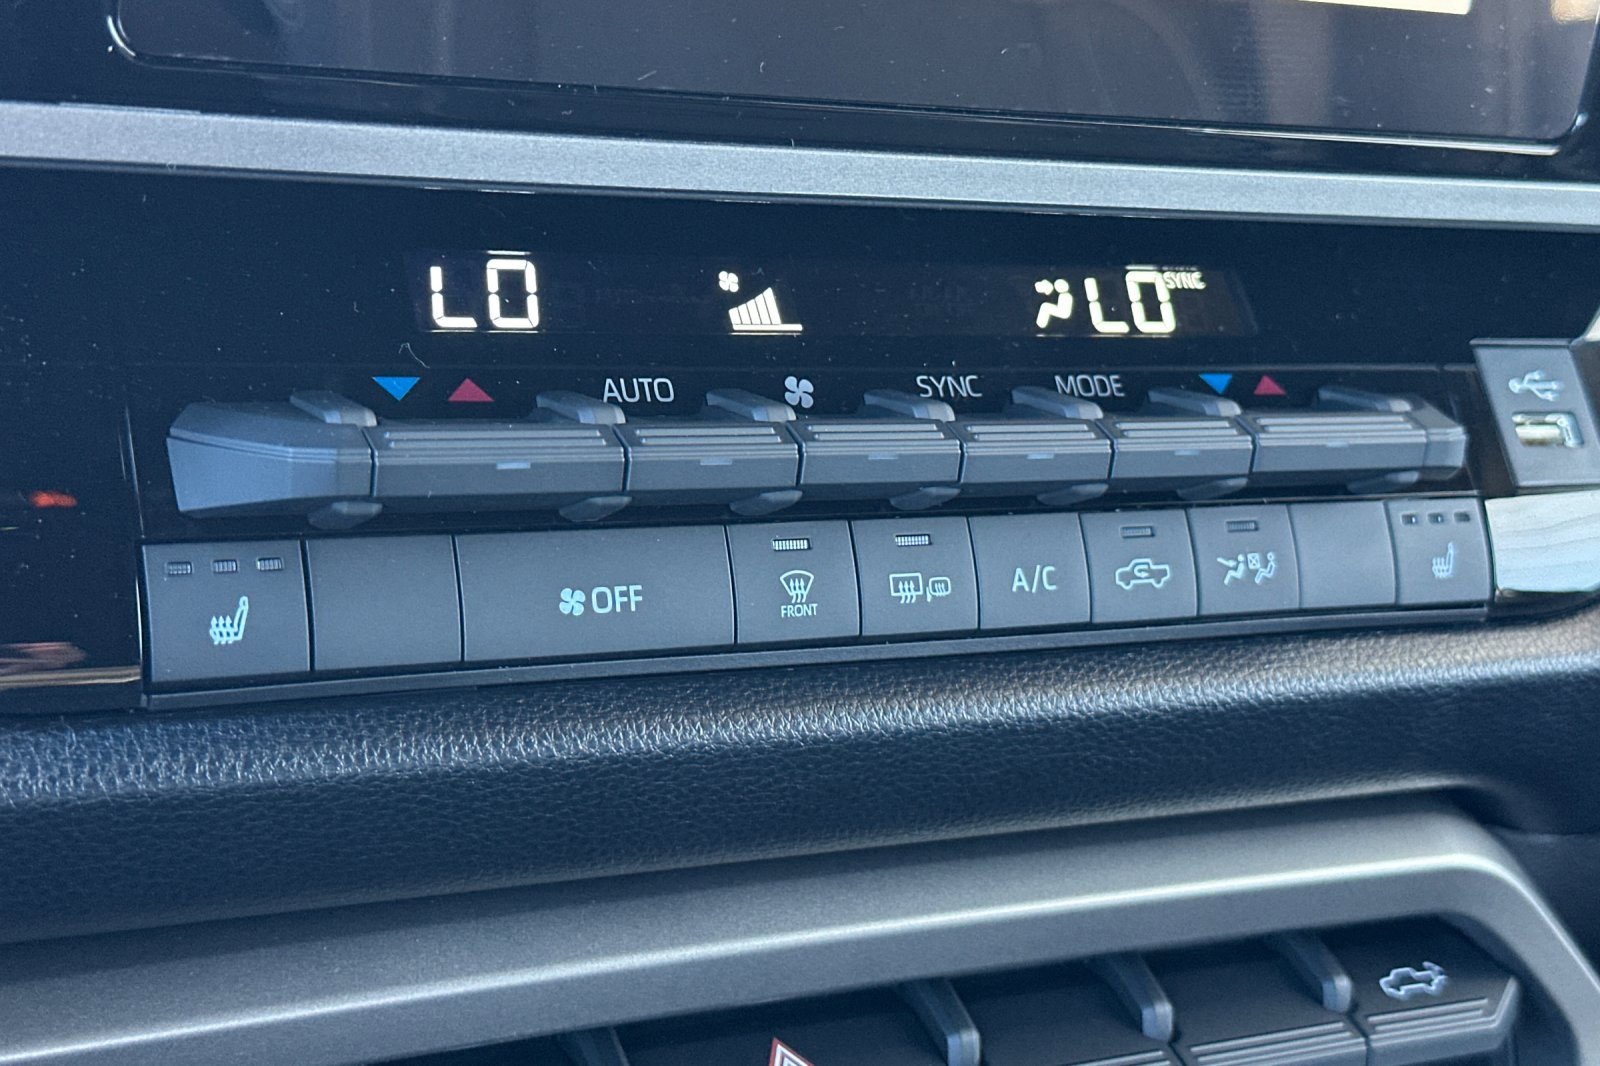 LO
LO SYNC
AUTO SYNC MODE
OFF FRONT A/C